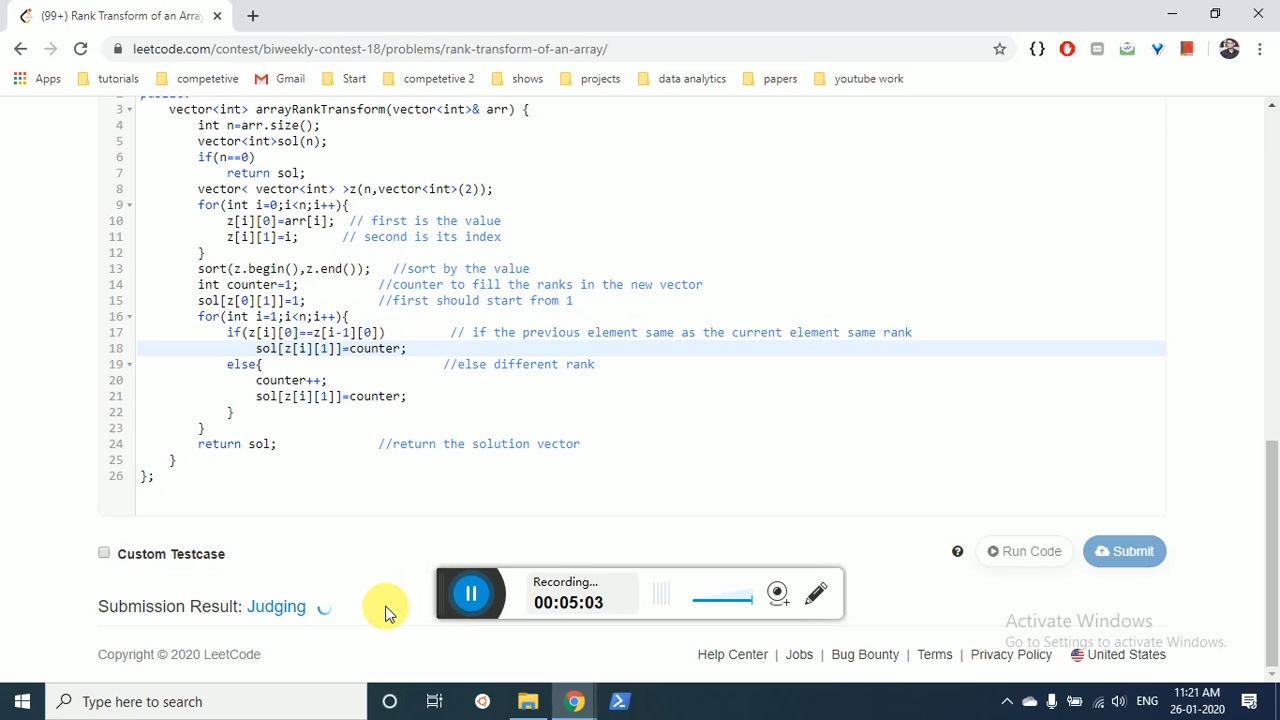 (99+) Rank Transform of an Array
leetcode.com/contest/biweekly-contest-18/problems/rank-transform-of-an-array/
Apps tutorials competetive Gmail Start competetive 2 shows projects data analytics papers youtube work
3 vector<int> arrayRankTransform(vector<int>& arr) {
4 int n=arr.size();
5 vector<int>sol(n);
6 if(n==0)
7 return sol;
8 vector< vector<int> >z(n,vector<int>(2));
9 for(int i=0;i<n;i++){
10 z[i][0]=arr[i]; // first is the value
11 z[i][1]=i; // second is its index
12 }
13 sort(z.begin(),z.end()); //sort by the value
14 int counter=1; //counter to fill the ranks in the new vector
15 sol[z[0][1]]=1; //first should start from 1
16 for(int i=1;i<n;i++){
17 if(z[i][0]==z[i-1][0]) // if the previous element same as the current element same rank
18 sol[z[i][1]]=counter;
19 else{ //else different rank
20 counter++;
21 sol[z[i][1]]=counter;
22 }
23 }
24 return sol; //return the solution vector
25 }
26 };
Custom Testcase
? Run Code Submit
Recording...
00:05:03
Submission Result: Judging
Activate Windows
Go to Settings to activate Windows.
Copyright © 2020 LeetCode
Help Center | Jobs | Bug Bounty | Terms | Privacy Policy United States
Type here to search
ENG
11:21 AM
26-01-2020